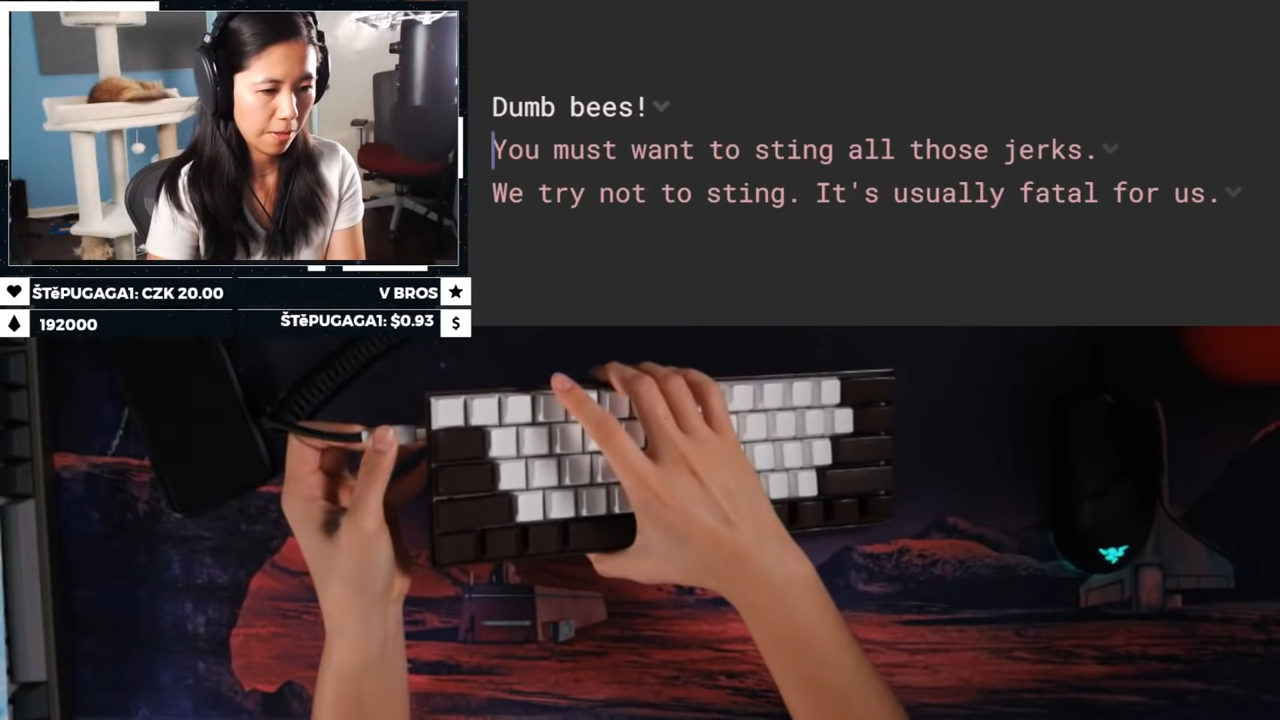 Dumb bees!
You must want to sting all those jerks.
We try not to sting. It's usually fatal for us.
ŠTěPUGAGA1: CZK 20.00
V BROS
192000
ŠTěPUGAGA1: $0.93
$